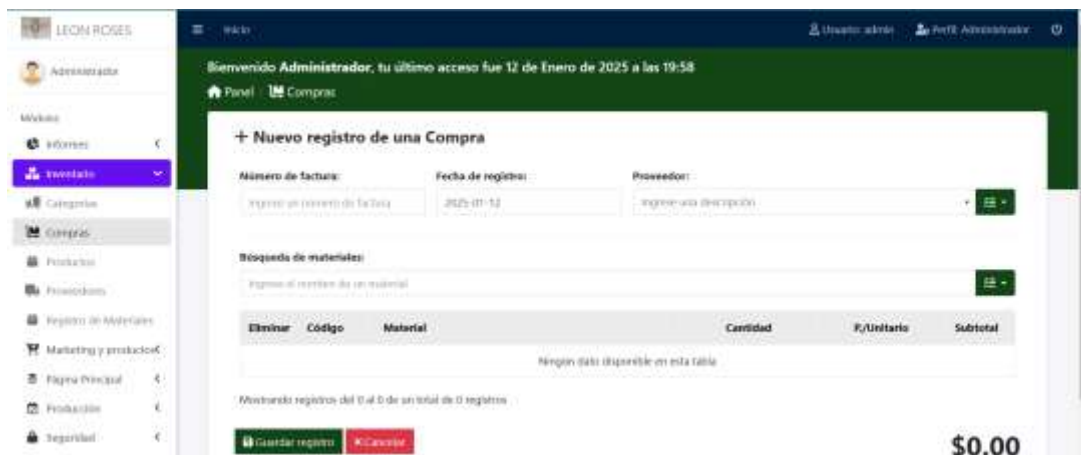 LEON ROSES
Inicio
Usuario: admin
Perfil: Administrador
Administrador
Bienvenido Administrador, tu último acceso fue 12 de Enero de 2025 a las 19:58
Panel
Compras
Módulos
Informes
Inventario
Categorías
Compras
Productos
Proveedores
Registro de Materiales
Marketing y productos
Página Principal
Producción
Seguridad
+ Nuevo registro de una Compra
Número de factura:
Fecha de registro:
Proveedor:
Ingrese un número de factura
2025-01-12
Ingrese una descripción
Búsqueda de materiales:
Ingrese el nombre de un material
Eliminar Código Material Cantidad P./Unitario Subtotal
Ningún dato disponible en esta tabla
Mostrando registros del 0 al 0 de un total de 0 registros
Guardar registro
Cancelar
$0.00